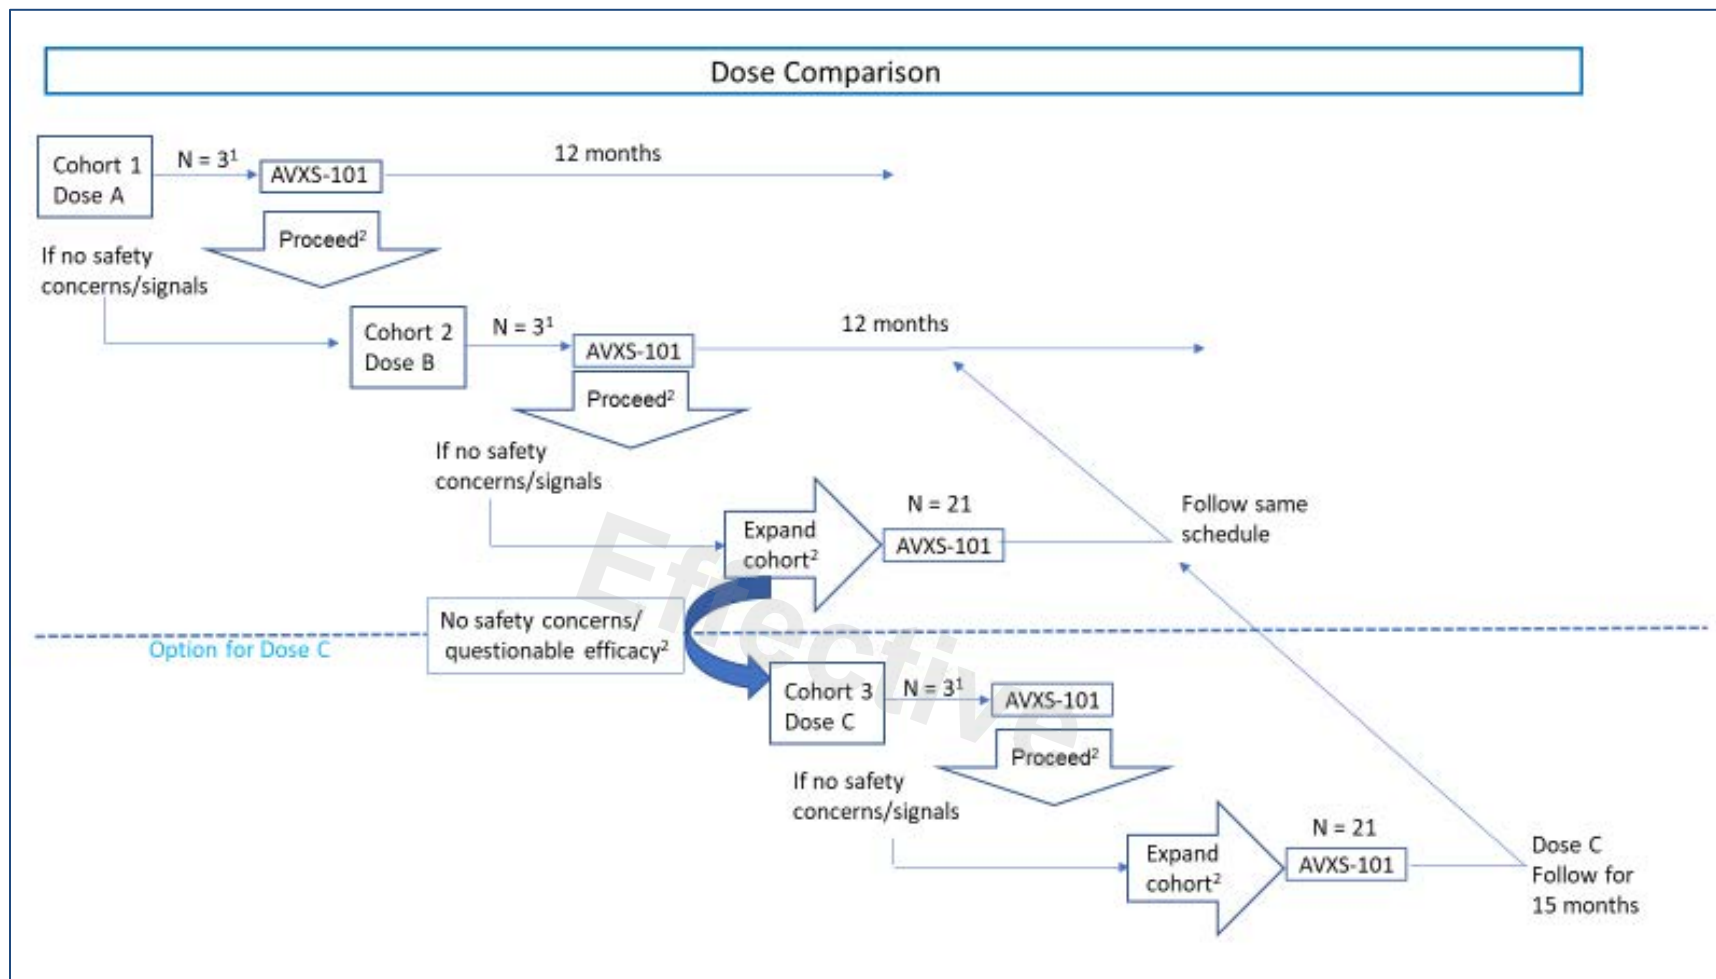 Dose Comparison
Cohort 1
Dose A
N = 3¹
AVXS-101
12 months
Proceed²
If no safety
concerns/signals
Cohort 2
Dose B
N = 3¹
AVXS-101
12 months
Proceed²
If no safety
concerns/signals
Expand
cohort²
N = 21
AVXS-101
Follow same
schedule
Effective
Option for Dose C
No safety concerns/
questionable efficacy²
Cohort 3
Dose C
N = 3¹
AVXS-101
Proceed²
If no safety
concerns/signals
Expand
cohort²
N = 21
AVXS-101
Dose C
Follow for
15 months